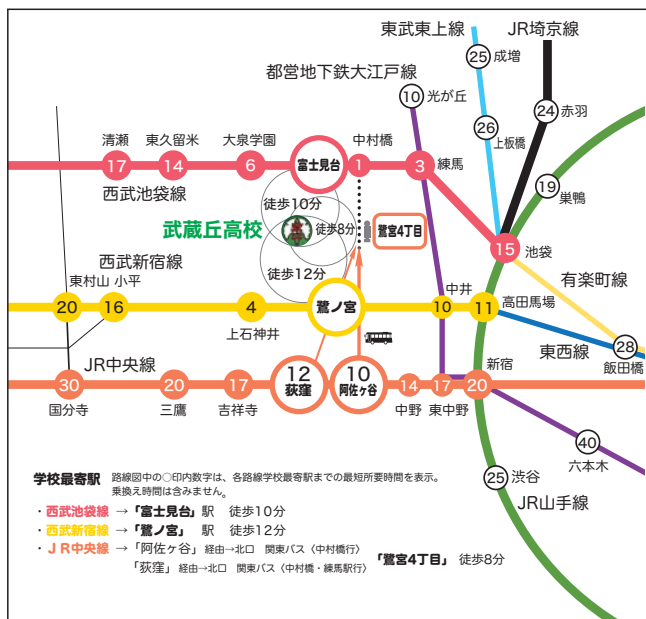 東武東上線
JR埼京線
25 成増
都営地下鉄大江戸線
10 光が丘
24 赤羽
26 上板橋
清瀬
東久留米
大泉学園
中村橋
17
14
6
富士見台
1
3
練馬
19
巣鴨
西武池袋線
徒歩10分
武蔵丘高校
徒歩8分
鷺宮4丁目
15
池袋
西武新宿線
徒歩12分
有楽町線
東村山 小平
中井
20
16
4
鷺ノ宮
10
11
高田馬場
上石神井
東西線
28
飯田橋
JR中央線
新宿
30
20
17
12
荻窪
10
阿佐ヶ谷
14
17
20
国分寺
三鷹
吉祥寺
中野
東中野
40
六本木
25
渋谷
JR山手線
学校最寄駅 路線図中の○印内数字は、各路線学校最寄駅までの最短所要時間を表示。
乗換え時間は含みません。
・西武池袋線 →「富士見台」駅 徒歩10分
・西武新宿線 →「鷺ノ宮」 駅 徒歩12分
・ＪＲ中央線 →「阿佐ヶ谷」経由→北口 関東バス〈中村橋行〉
「荻窪」経由→北口 関東バス〈中村橋・練馬駅行〉
「鷺宮4丁目」徒歩8分